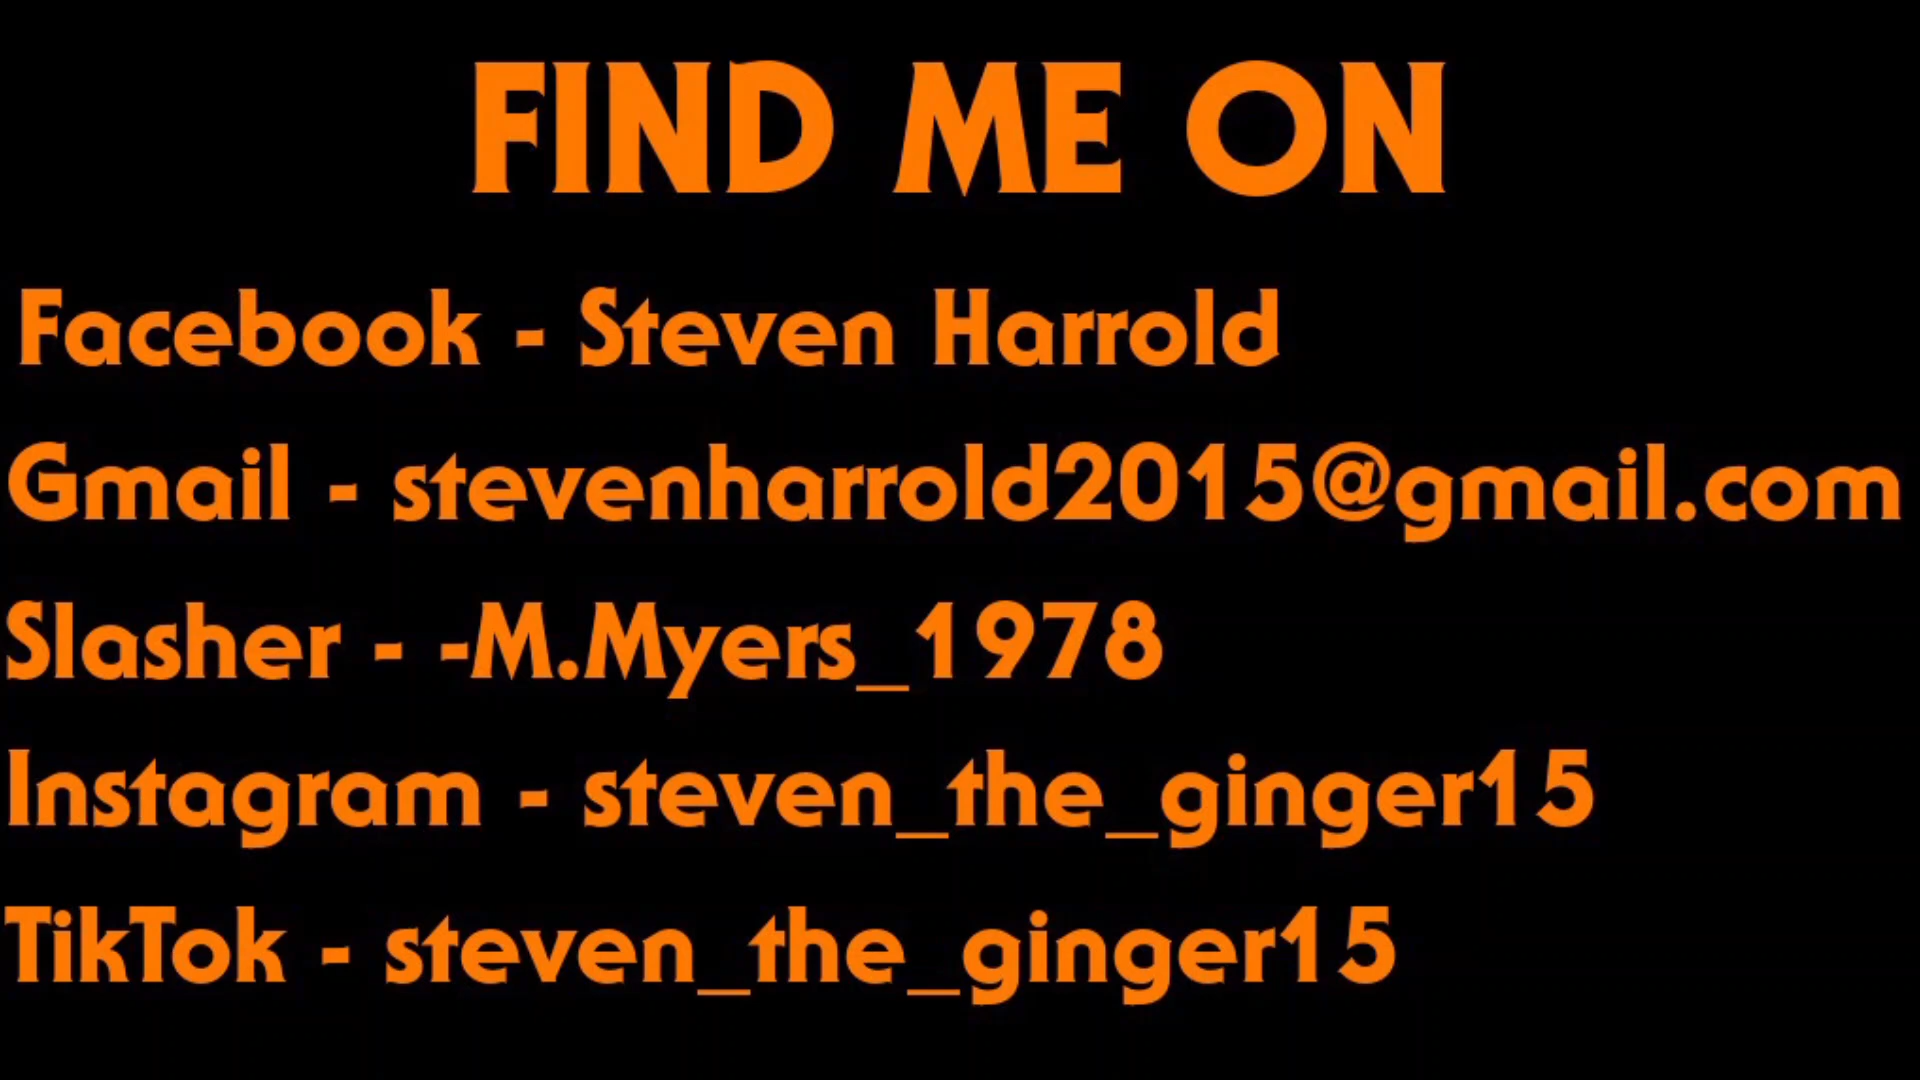 FIND ME ON
Facebook - Steven Harrold
Gmail - stevenharrold2015@gmail.com
Slasher - -M.Myers_1978
Instagram - steven_the_ginger15
TikTok - steven_the_ginger15